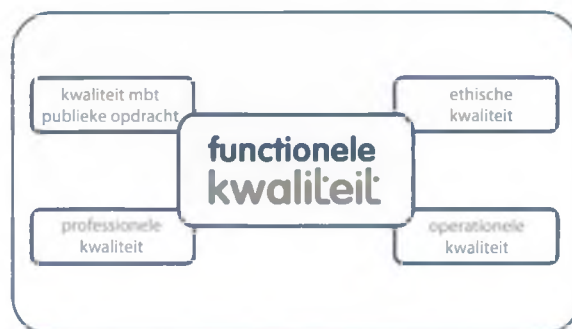 kwaliteit mbt
publieke opdracht
ethische
kwaliteit
functionele
kwaliteit
professionele
kwaliteit
operationele
kwaliteit